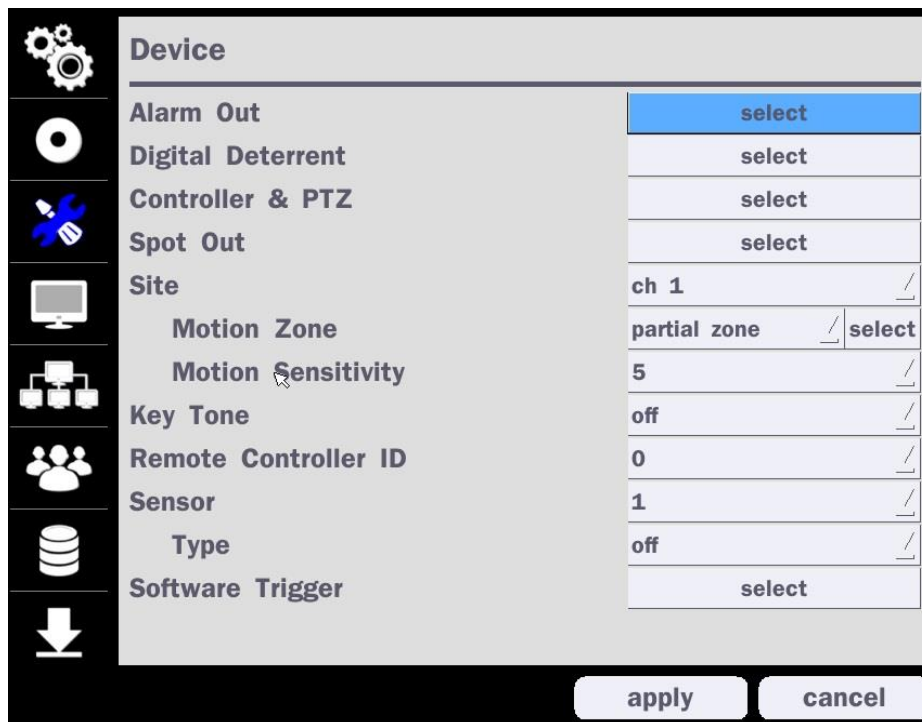 Device
Alarm Out select
Digital Deterrent select
Controller & PTZ select
Spot Out select
Site ch 1
Motion Zone partial zone select
Motion Sensitivity 5
Key Tone off
Remote Controller ID 0
Sensor 1
Type off
Software Trigger select
apply cancel